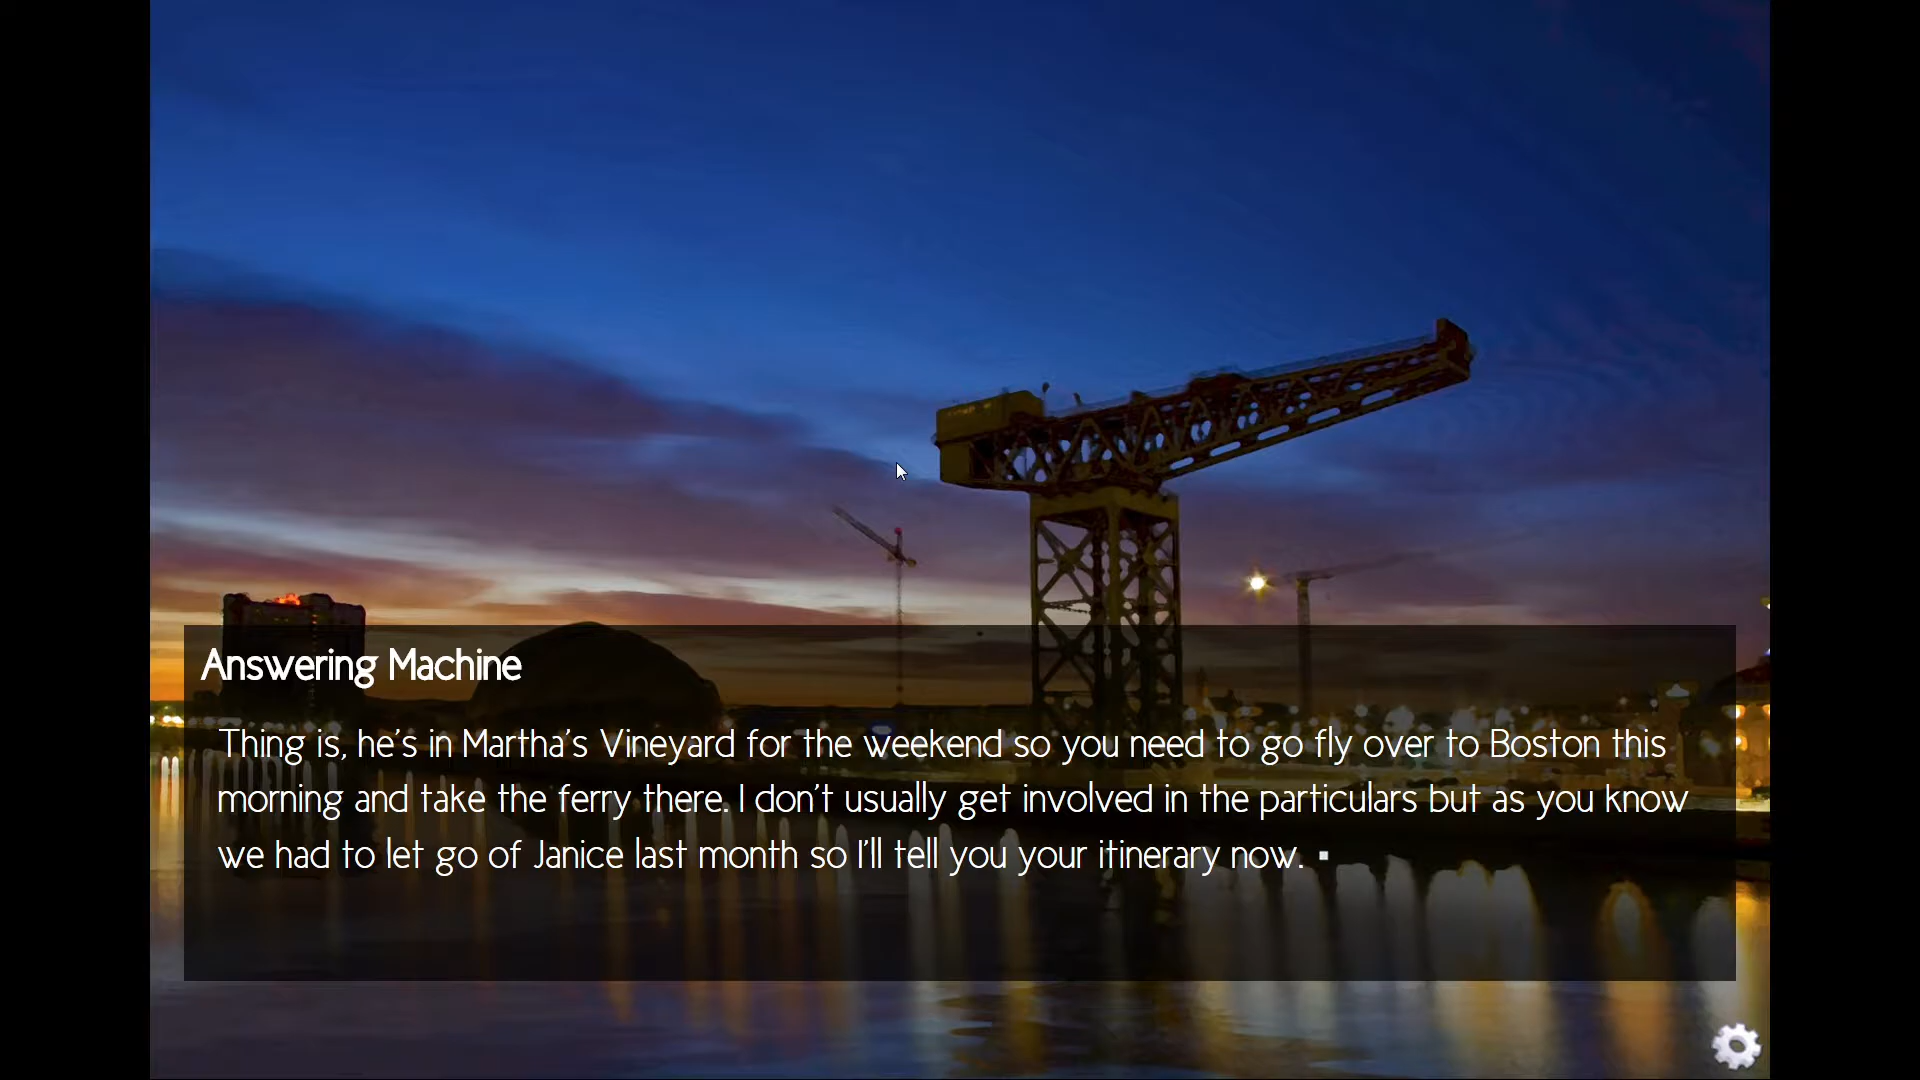 Answering Machine
Thing is, he's in Martha's Vineyard for the weekend so you need to go fly over to Boston this
morning and take the ferry there. I don't usually get involved in the particulars but as you know
we had to let go of Janice last month so I'll tell you your itinerary now.